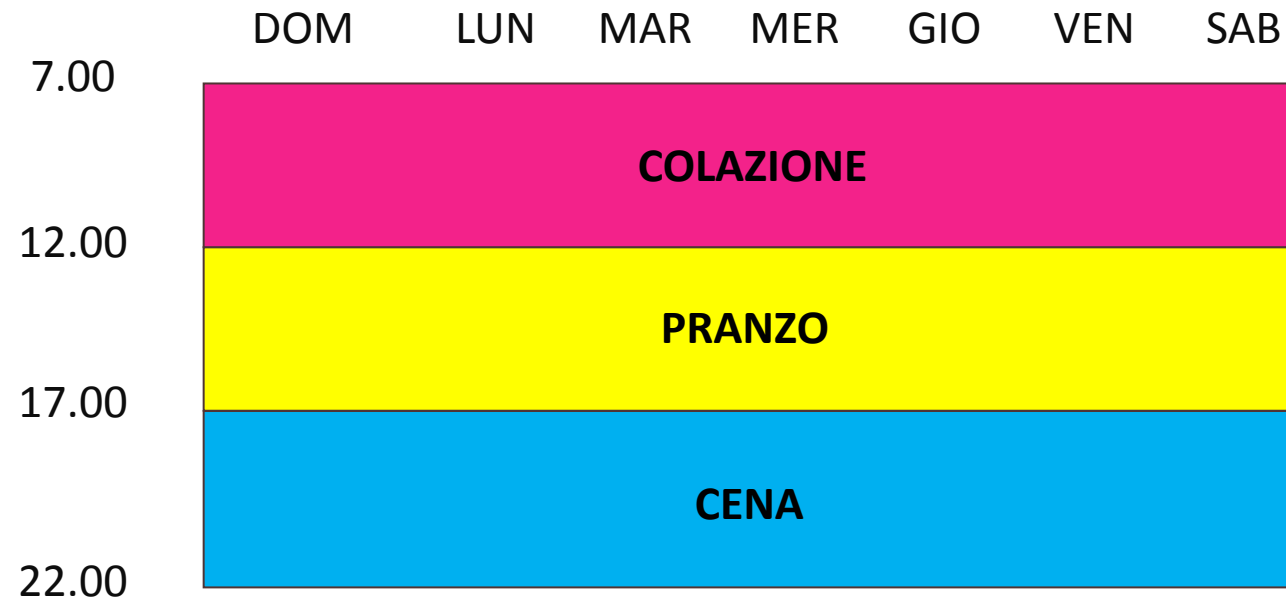 DOM LUN MAR MER GIO VEN SAB
7.00
COLAZIONE
12.00
PRANZO
17.00
CENA
22.00